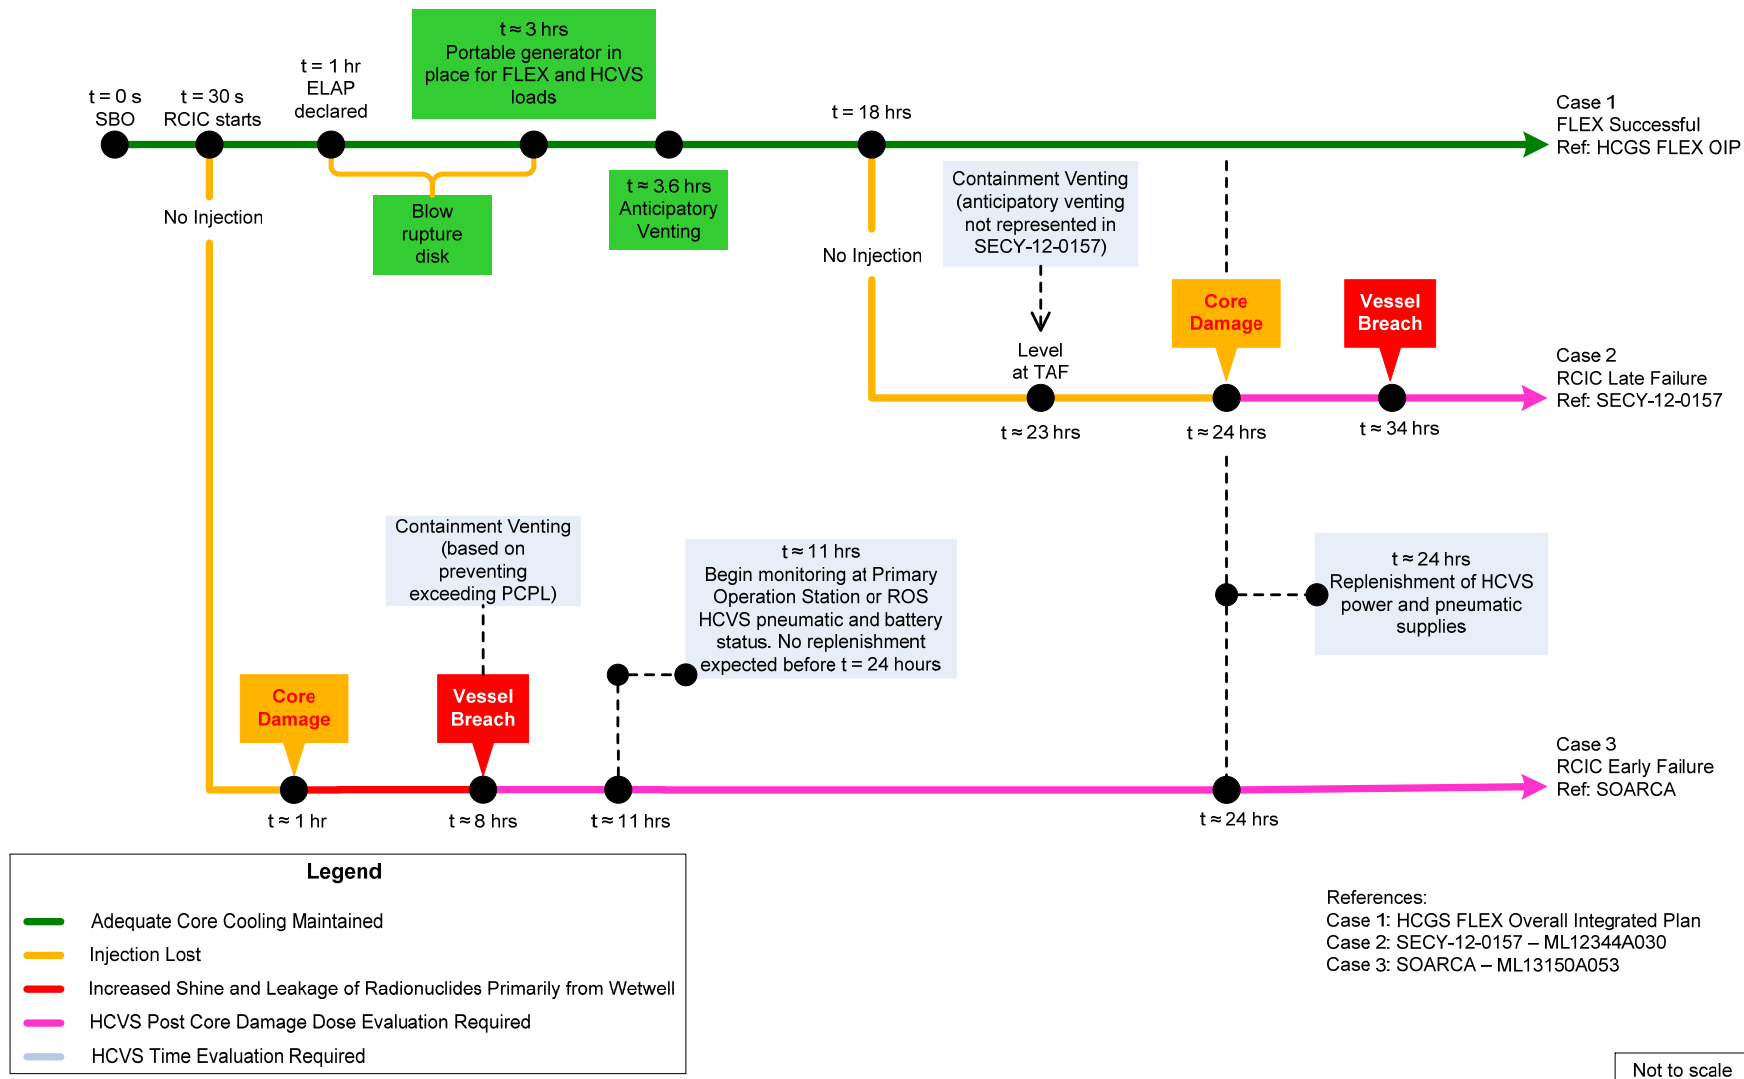 t = 0 s
SBO
t = 30 s
RCIC starts
t = 1 hr
ELAP
declared
t ≈ 3 hrs
Portable generator in
place for FLEX and HCVS
loads
t = 18 hrs
Case 1
FLEX Successful
Ref: HCGS FLEX OIP
No Injection
Blow
rupture
disk
t ≈ 3.6 hrs
Anticipatory
Venting
No Injection
Containment Venting
(anticipatory venting
not represented in
SECY-12-0157)
Level
at TAF
Core
Damage
Vessel
Breach
Case 2
RCIC Late Failure
Ref: SECY-12-0157
t ≈ 23 hrs
t ≈ 24 hrs
t ≈ 34 hrs
Containment Venting
(based on
preventing
exceeding PCPL)
t ≈ 11 hrs
Begin monitoring at Primary
Operation Station or ROS
HCVS pneumatic and battery
status. No replenishment
expected before t = 24 hours
t ≈ 24 hrs
Replenishment of HCVS
power and pneumatic
supplies
Core
Damage
Vessel
Breach
Case 3
RCIC Early Failure
Ref: SOARCA
t ≈ 1 hr
t ≈ 8 hrs
t ≈ 11 hrs
t ≈ 24 hrs
Legend
Adequate Core Cooling Maintained
Injection Lost
Increased Shine and Leakage of Radionuclides Primarily from Wetwell
HCVS Post Core Damage Dose Evaluation Required
HCVS Time Evaluation Required
References:
Case 1: HCGS FLEX Overall Integrated Plan
Case 2: SECY-12-0157 – ML12344A030
Case 3: SOARCA – ML13150A053
Not to scale